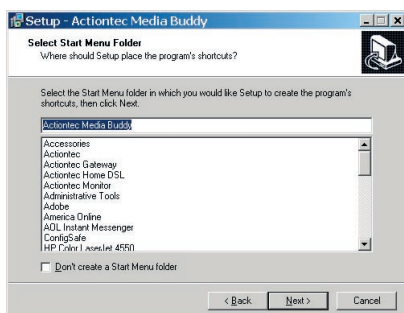 Setup - Actiontec Media Buddy
Select Start Menu Folder
Where should Setup place the program's shortcuts?
Select the Start Menu folder in which you would like Setup to create the program's
shortcuts, then click Next.
Actiontec Media Buddy
Accessories
Actiontec
Actiontec Gateway
Actiontec Home DSL
Actiontec Monitor
Administrative Tools
Adobe
America Online
AOL Instant Messenger
ConfigSafe
HP Color LaserJet 4550
Don't create a Start Menu folder
< Back
Next >
Cancel